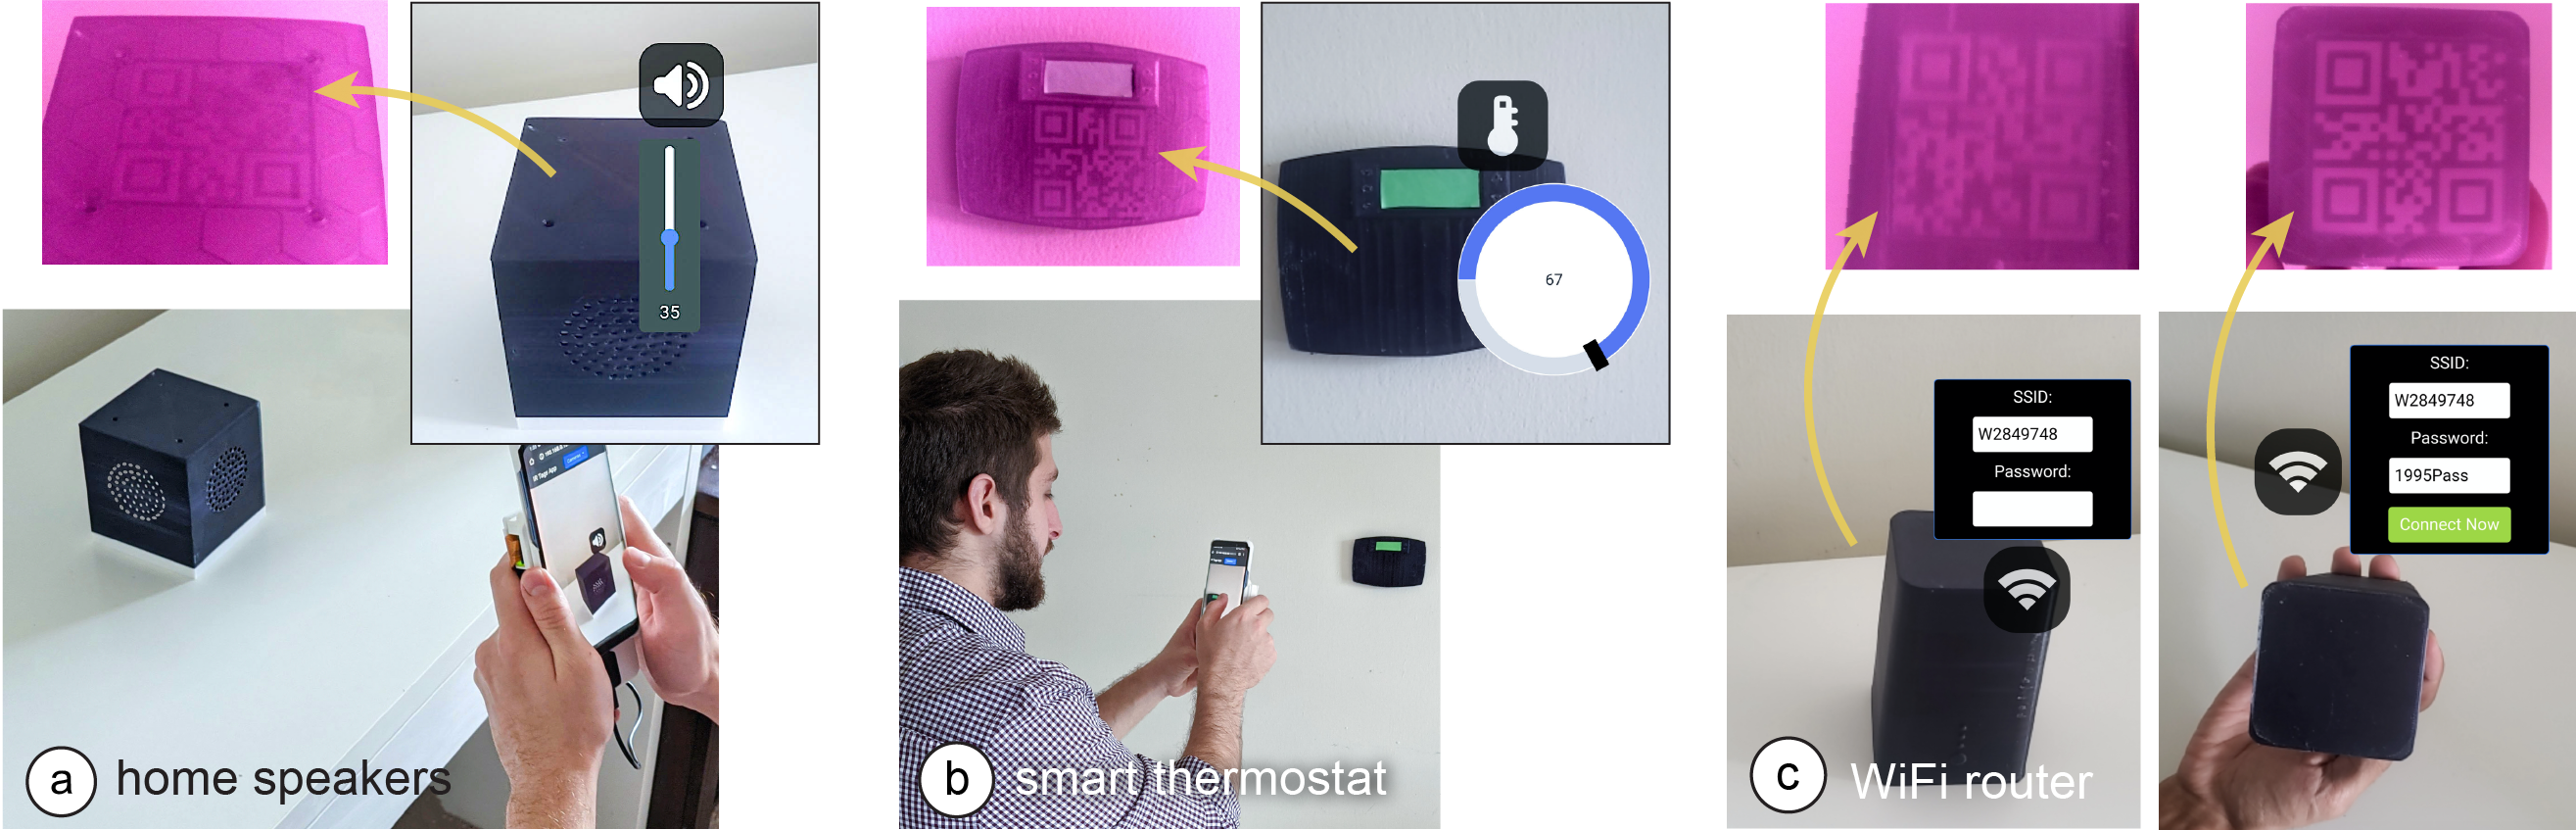 35
a home speakers
67
b smart thermostat
SSID:
W2849748
Password:
c WiFi router
SSID:
W2849748
Password:
1995Pass
Connect Now